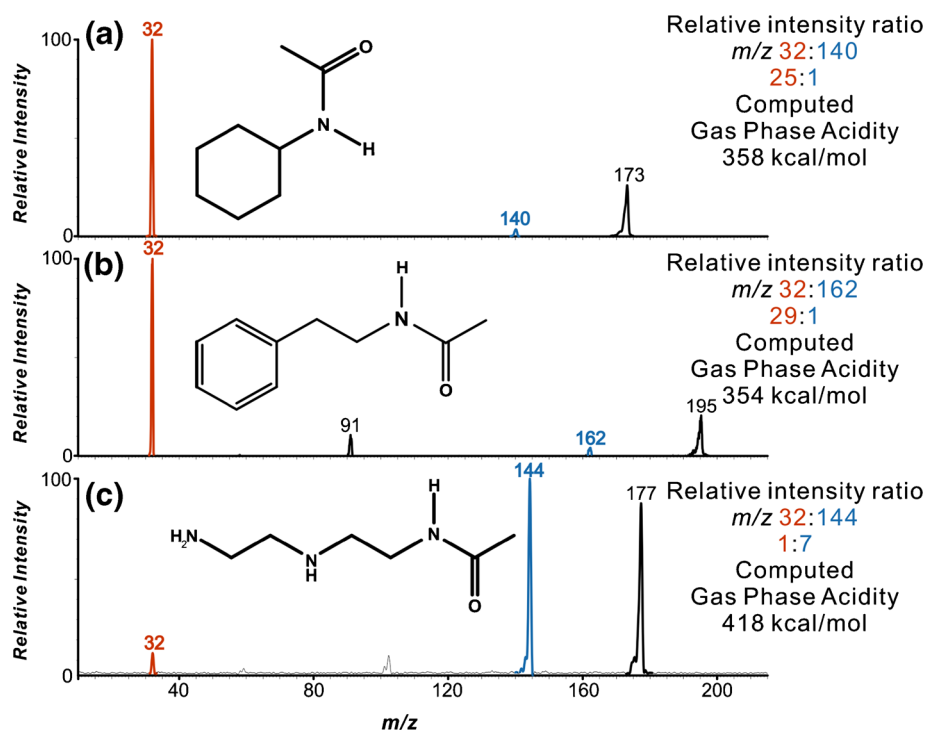 (a)
Relative Intensity
100
0
32
140
173
O
N
H
Relative intensity ratio
m/z 32:140
25:1
Computed
Gas Phase Acidity
358 kcal/mol
(b)
Relative Intensity
100
0
32
91
162
195
H
N
O
Relative intensity ratio
m/z 32:162
29:1
Computed
Gas Phase Acidity
354 kcal/mol
(c)
Relative Intensity
100
0
32
144
177
H
H2N
N
N
H
O
Relative intensity ratio
m/z 32:144
1:7
Computed
Gas Phase Acidity
418 kcal/mol
40 80 120 160 200
m/z